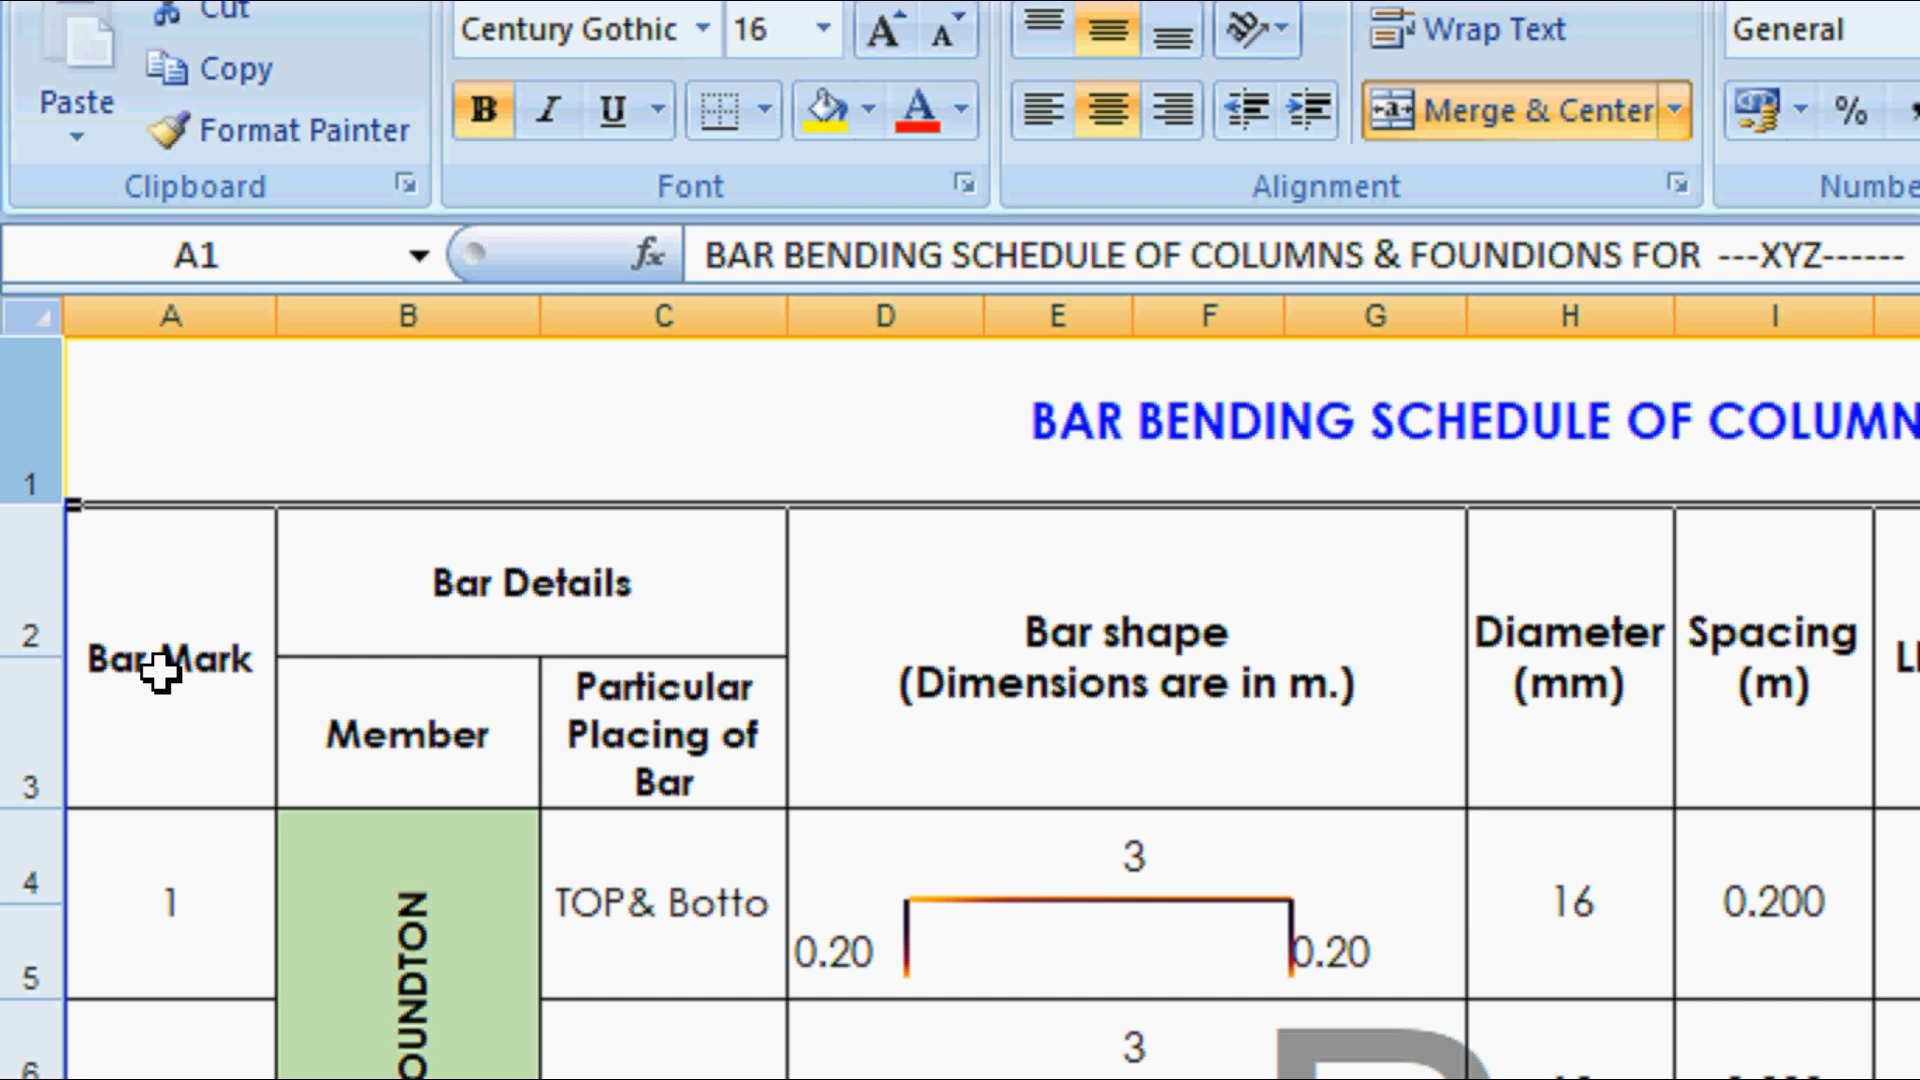 Cut
Copy
Paste
Format Painter
Clipboard
Century Gothic 16
A A
B I U A
Font
Wrap Text
Merge & Center
Alignment
General
%
Numbe
A1 fx BAR BENDING SCHEDULE OF COLUMNS & FOUNDIONS FOR ---XYZ------
A B C D E F G H I
1 BAR BENDING SCHEDULE OF COLUMN
2 Bar Details
Bar Mark
Bar shape
(Dimensions are in m.)
Diameter
(mm)
Spacing
(m)
3 Member
Particular
Placing of
Bar
4 3
1 TOP& Botto 16 0.200
5 0.20 0.20
OUNDTON
6 3